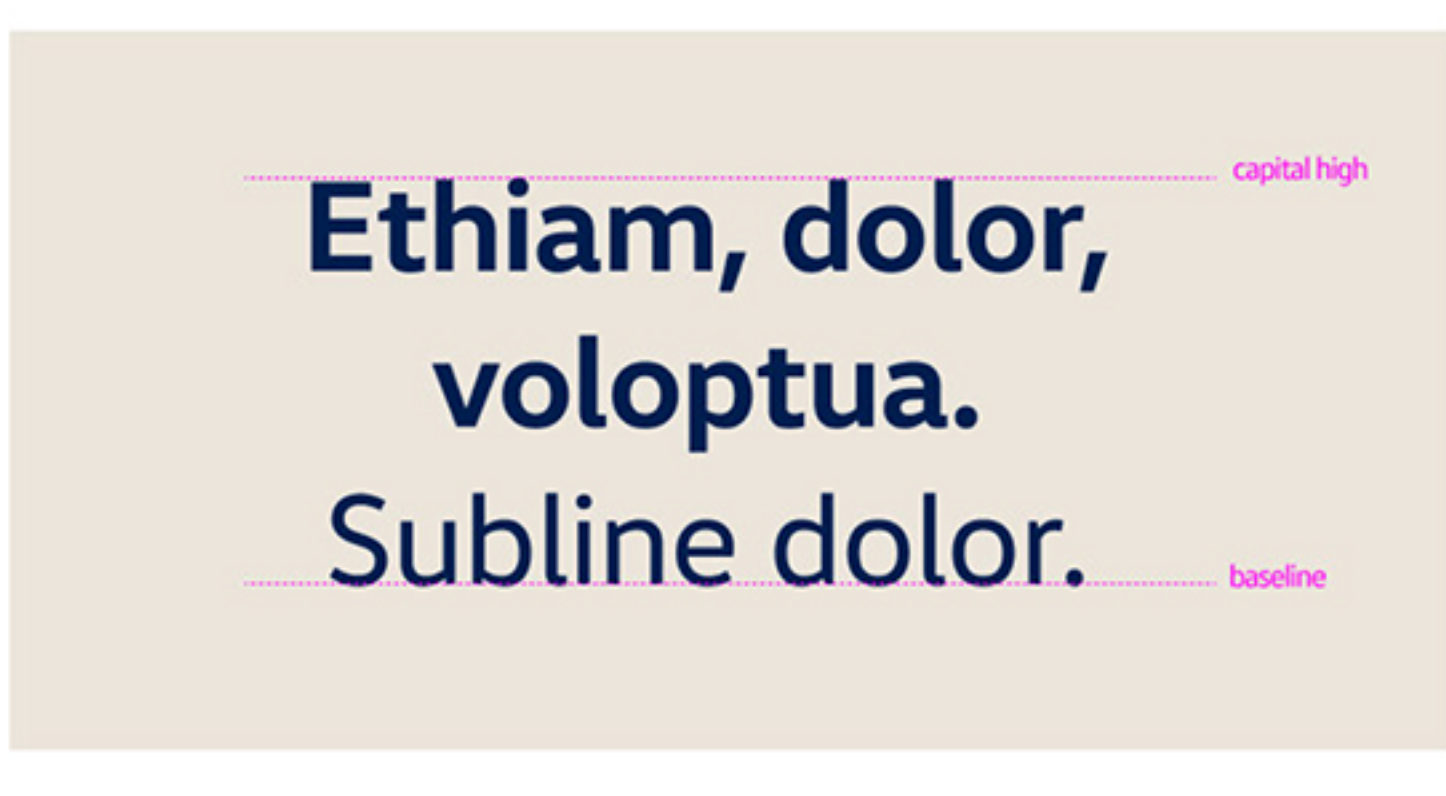 capital high
Ethiam, dolor,
voloptua.
Subline dolor.
baseline